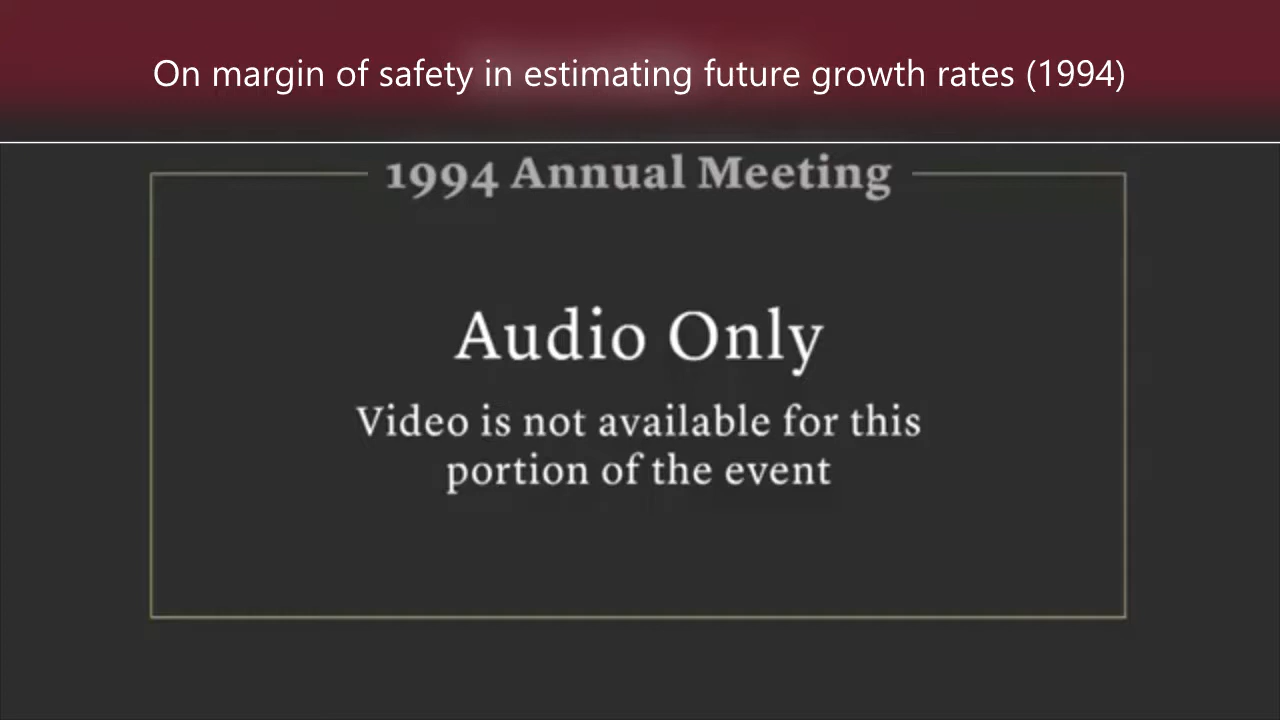 On margin of safety in estimating future growth rates (1994)
1994 Annual Meeting
Audio Only
Video is not available for this
portion of the event